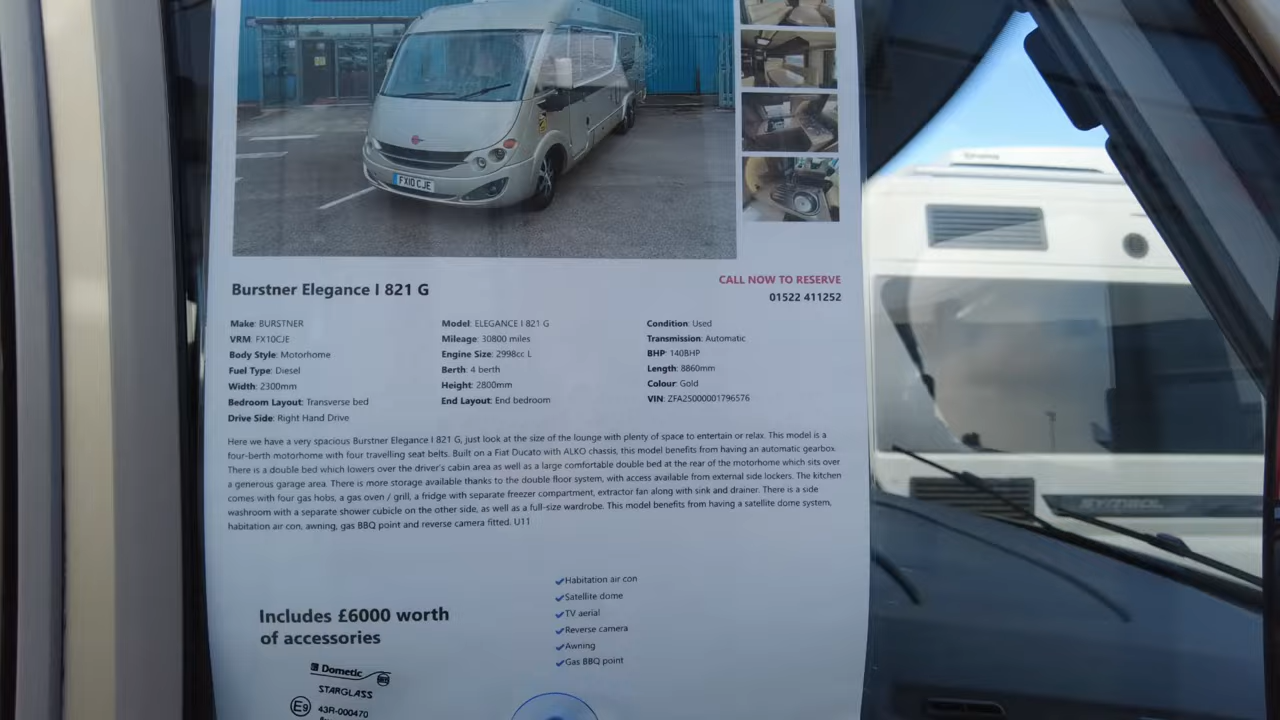 FX10 CJE
Burstner Elegance I 821 G
CALL NOW TO RESERVE
01522 411252
Make: BURSTNER
VRM: FX10CJE
Body Style: Motorhome
Fuel Type: Diesel
Width: 2300mm
Bedroom Layout: Transverse bed
Drive Side: Right Hand Drive
Model: ELEGANCE I 821 G
Mileage: 30800 miles
Engine Size: 2998cc L
Berth: 4 berth
Height: 2800mm
End Layout: End bedroom
Condition: Used
Transmission: Automatic
BHP: 140BHP
Length: 8860mm
Colour: Gold
VIN: ZFA25000001796576
Here we have a very spacious Burstner Elegance I 821 G, just look at the size of the lounge with plenty of space to entertain or relax. This model is a
four-berth motorhome with four travelling seat belts. Built on a Fiat Ducato with ALKO chassis, this model benefits from having an automatic gearbox.
There is a double bed which lowers over the driver's cabin area as well as a large comfortable double bed at the rear of the motorhome which sits over
a generous garage area. There is more storage available thanks to the double floor system, with access available from external side lockers. The kitchen
comes with four gas hobs, a gas oven / grill, a fridge with separate freezer compartment, extractor fan along with sink and drainer. There is a side
washroom with a separate shower cubicle on the other side, as well as a full-size wardrobe. This model benefits from having a satellite dome system,
habitation air con, awning, gas BBQ point and reverse camera fitted. U11
Includes £6000 worth
of accessories
Habitation air con
Satellite dome
TV aerial
Reverse camera
Awning
Gas BBQ point
Dometic
STARGLASS
E9 43R-000470
SYMBOL